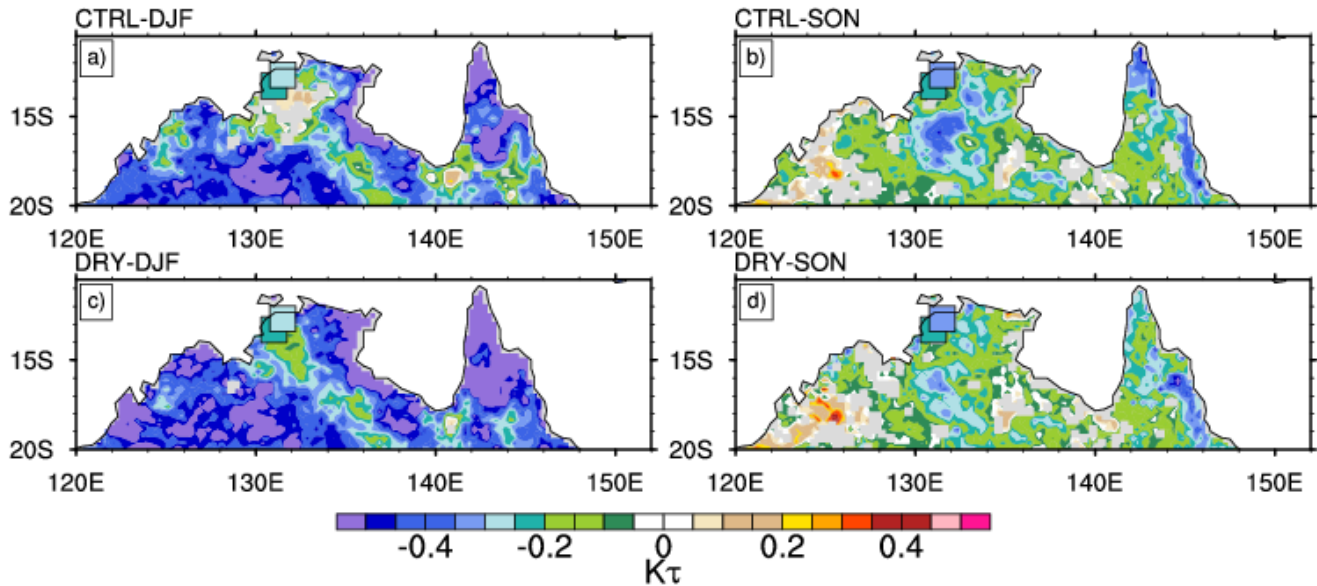 CTRL-DJF
CTRL-SON
a)
b)
15S
15S
20S
20S
120E 130E 140E 150E
120E 130E 140E 150E
DRY-DJF
DRY-SON
c)
d)
15S
15S
20S
20S
120E 130E 140E 150E
120E 130E 140E 150E
-0.4 -0.2 0 0.2 0.4
Kτ